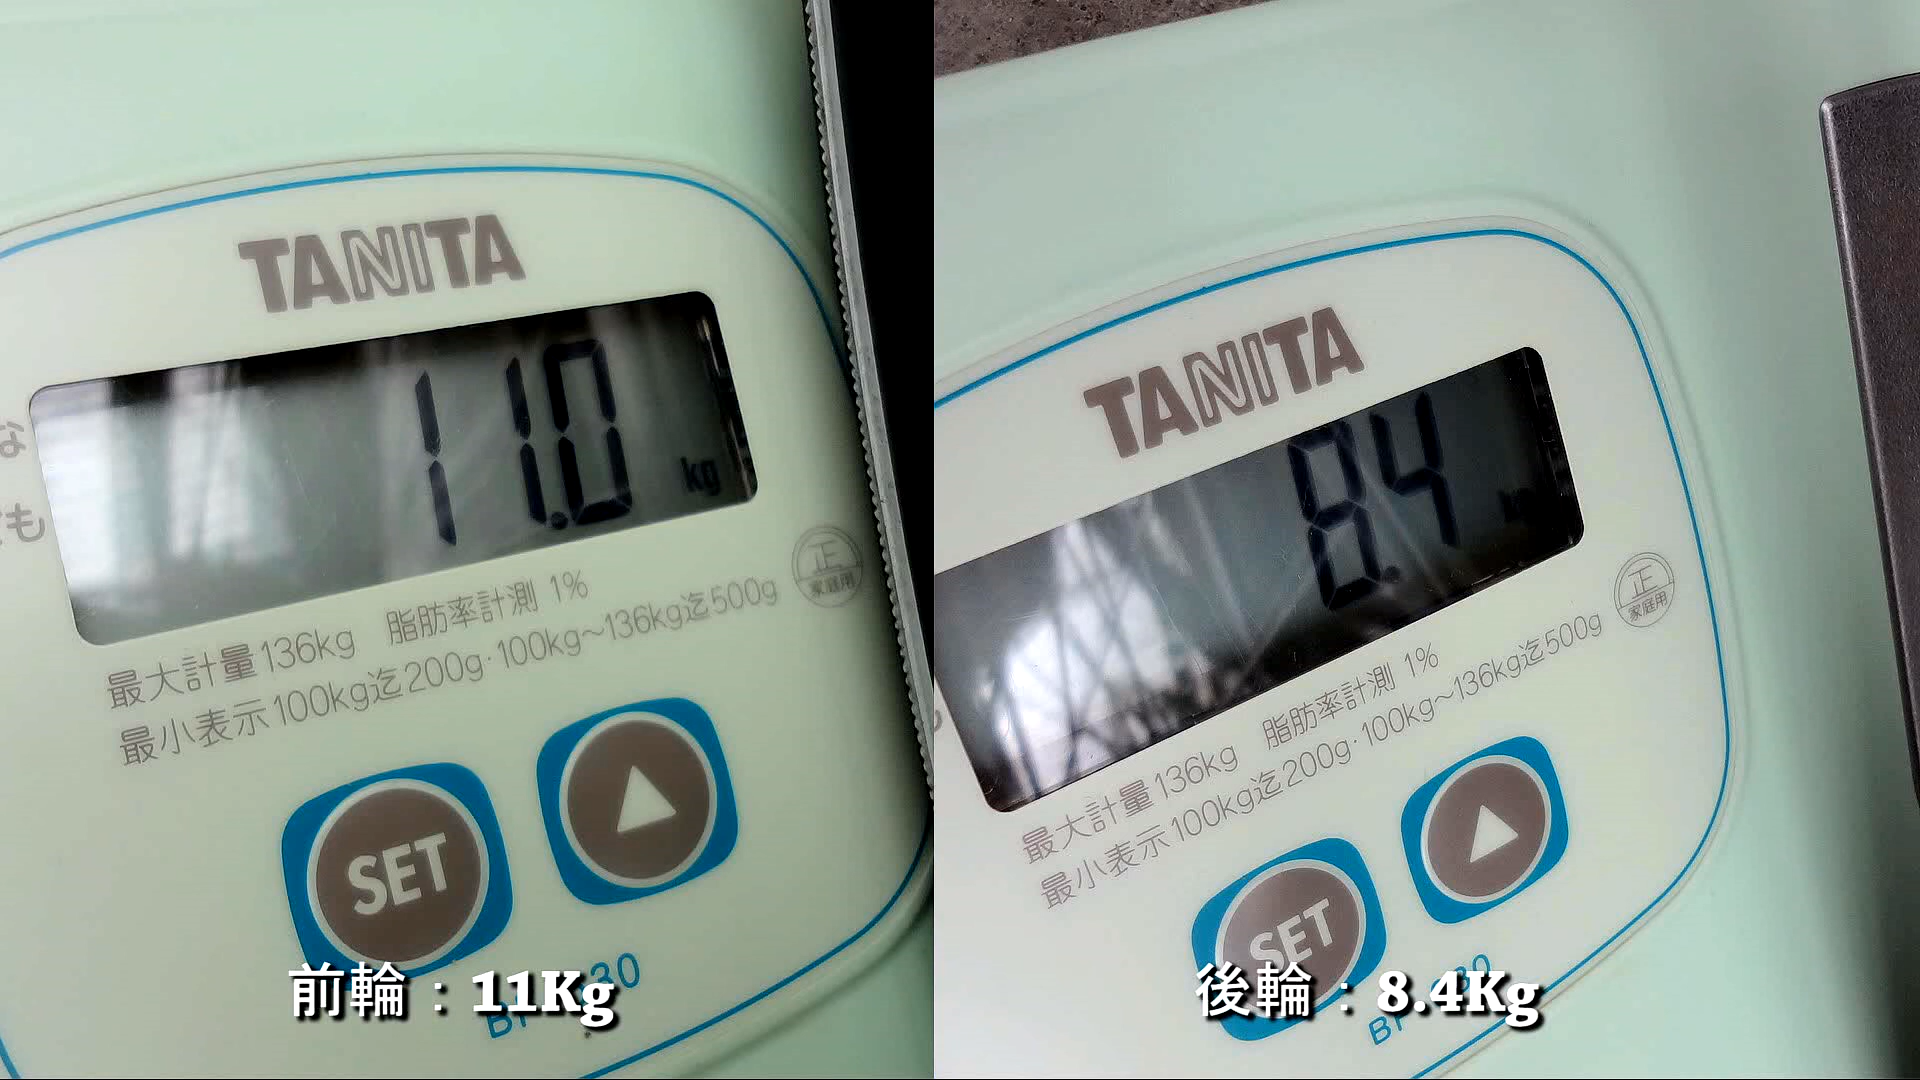 TANITA
11.0 kg
な
も
正
家庭用
最大計量136kg 脂肪率計測 1%
最小表示100kg迄200g·100kg~136kg迄500g
SET
前輪：11Kg
TANITA
8.4
正
家庭用
最大計量136kg 脂肪率計測 1%
最小表示100kg迄200g·100kg~136kg迄500g
SET
後輪：8.4Kg